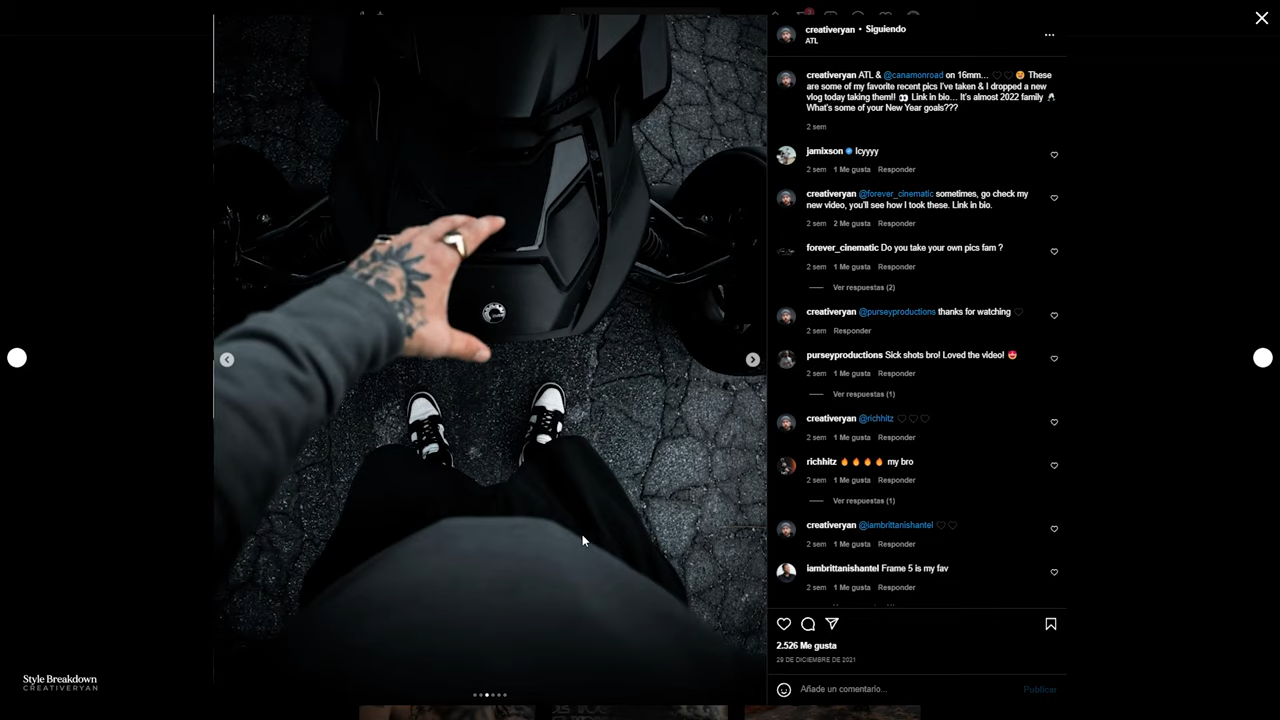 creativeryan • Siguiendo
ATL
creativeryan ATL & @canamonroad on 16mm... 🖤🖤🥶 These
are some of my favorite recent pics I've taken & I dropped a new
vlog today taking them!! 👀 Link in bio... It's almost 2022 family 🥂
What's some of your New Year goals???
2 sem
jamixson Icyyyy
2 sem 1 Me gusta Responder
creativeryan @forever_cinematic sometimes, go check my
new video, you'll see how I took these. Link in bio.
2 sem 2 Me gusta Responder
forever_cinematic Do you take your own pics fam ?
2 sem 1 Me gusta Responder
Ver respuestas (2)
creativeryan @purseyproductions thanks for watching 🖤
2 sem Responder
purseyproductions Sick shots bro! Loved the video! 😍
2 sem 1 Me gusta Responder
Ver respuestas (1)
creativeryan @richhitz 🖤🖤🖤
2 sem 1 Me gusta Responder
richhitz 🔥🔥🔥🔥 my bro
2 sem 1 Me gusta Responder
Ver respuestas (1)
creativeryan @iambrittanishantel 🖤🖤
2 sem 1 Me gusta Responder
iambrittanishantel Frame 5 is my fav
2 sem 1 Me gusta Responder
2.526 Me gusta
29 DE DICIEMBRE DE 2021
Añade un comentario...
Publicar
Style Breakdown
CREATIVERYAN